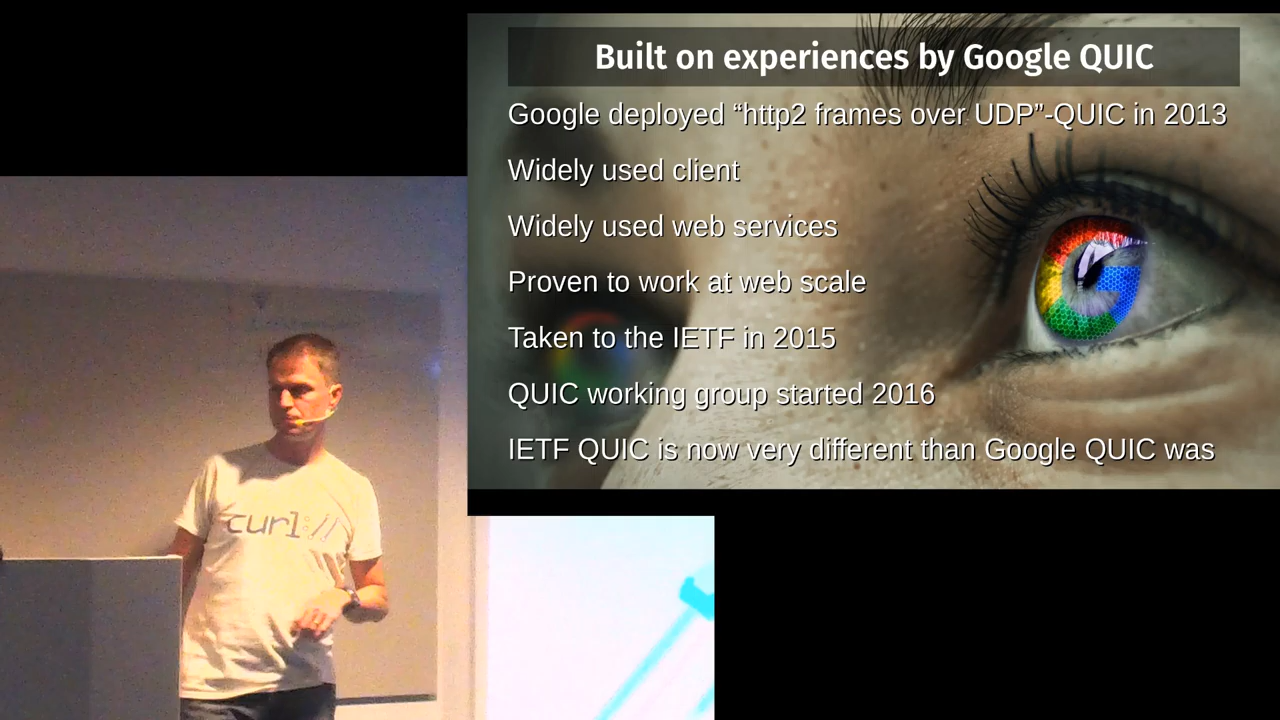 Built on experiences by Google QUIC
Google deployed “http2 frames over UDP”-QUIC in 2013
Widely used client
Widely used web services
Proven to work at web scale
Taken to the IETF in 2015
QUIC working group started 2016
IETF QUIC is now very different than Google QUIC was
curl://